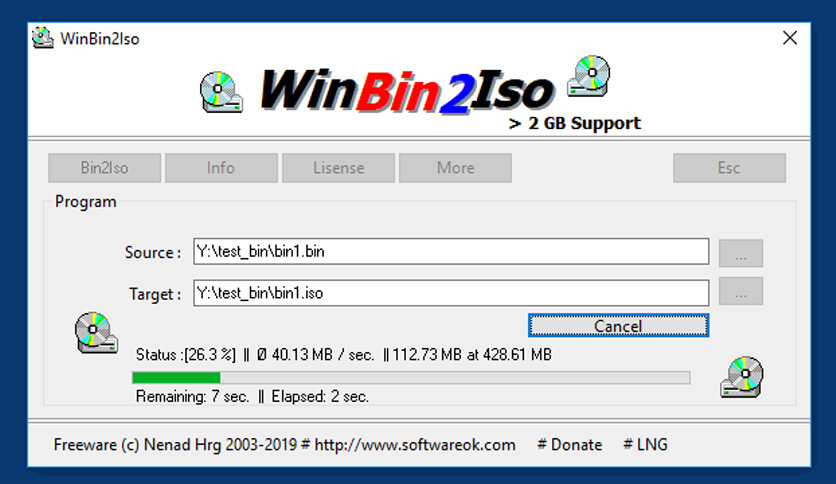 WinBin2Iso
WinBin2Iso
> 2 GB Support
Bin2Iso Info Lisense More Esc
Program
Source : Y:\test_bin\bin1.bin ...
Target : Y:\test_bin\bin1.iso ...
Cancel
Status :[26.3 %] || Ø 40.13 MB / sec. ||112.73 MB at 428.61 MB
Remaining: 7 sec. || Elapsed: 2 sec.
Freeware (c) Nenad Hrg 2003-2019 # http://www.softwareok.com # Donate # LNG